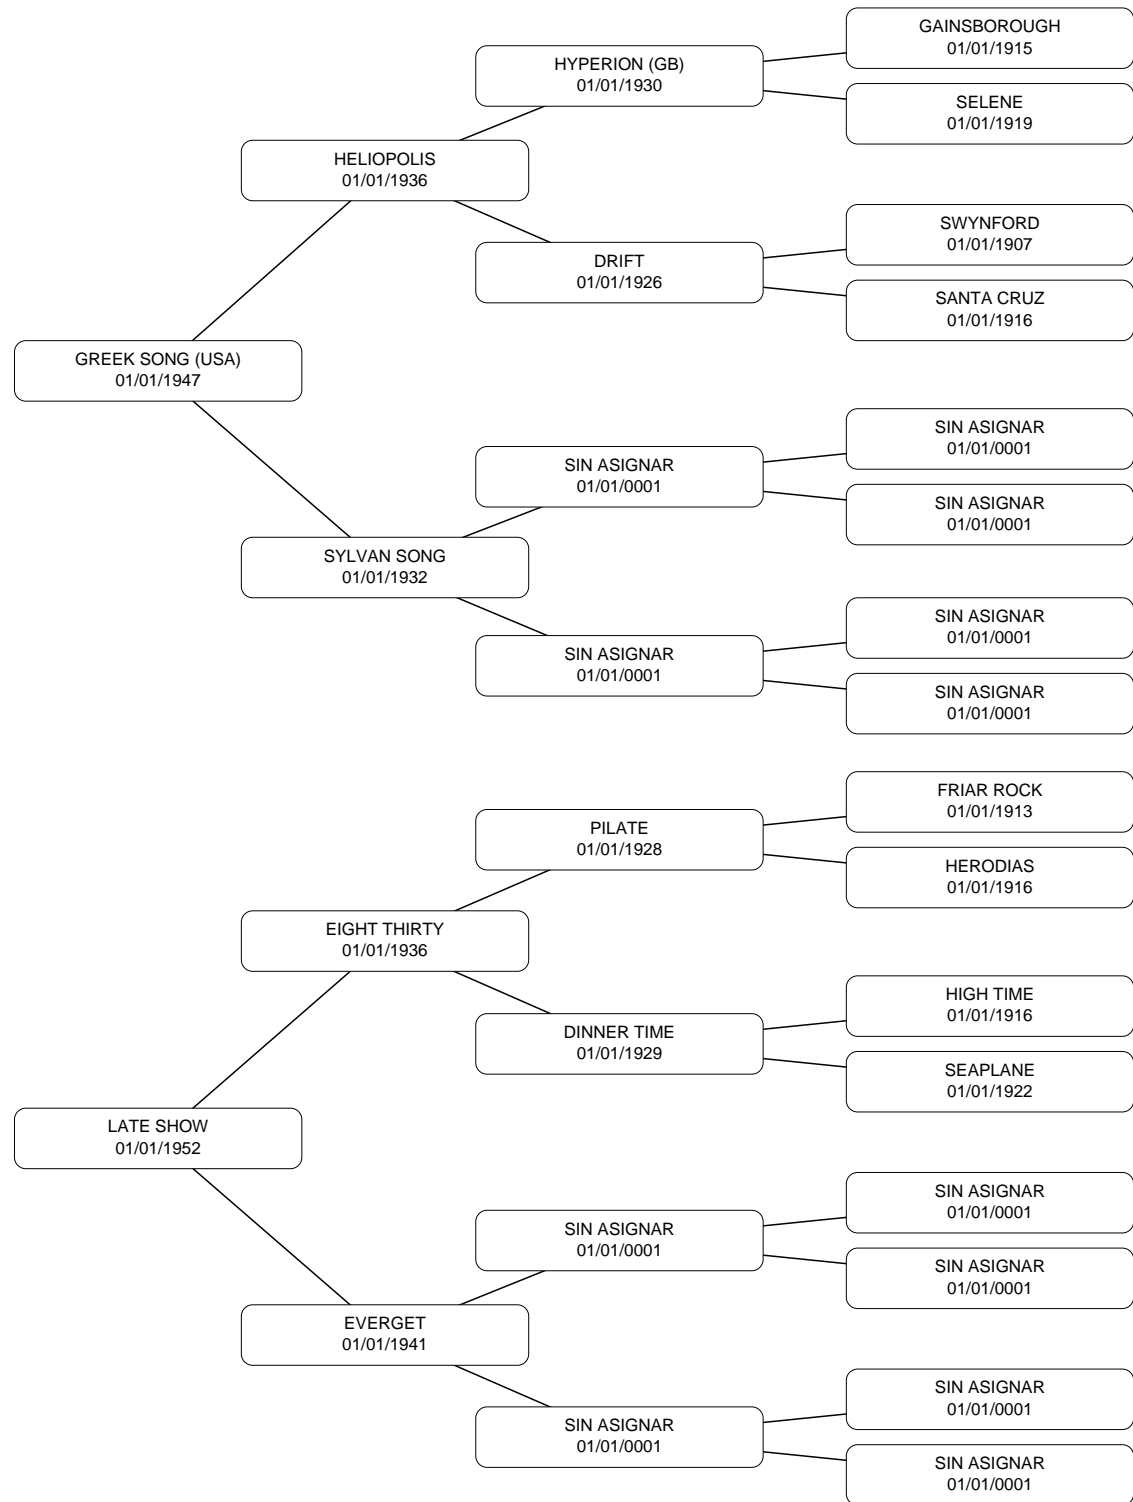 GAINSBOROUGH
01/01/1915
HYPERION (GB)
01/01/1930
SELENE
01/01/1919
HELIOPOLIS
01/01/1936
SWYNFORD
01/01/1907
DRIFT
01/01/1926
SANTA CRUZ
01/01/1916
GREEK SONG (USA)
01/01/1947
SIN ASIGNAR
01/01/0001
SIN ASIGNAR
01/01/0001
SIN ASIGNAR
01/01/0001
SYLVAN SONG
01/01/1932
SIN ASIGNAR
01/01/0001
SIN ASIGNAR
01/01/0001
SIN ASIGNAR
01/01/0001
FRIAR ROCK
01/01/1913
PILATE
01/01/1928
HERODIAS
01/01/1916
EIGHT THIRTY
01/01/1936
HIGH TIME
01/01/1916
DINNER TIME
01/01/1929
SEAPLANE
01/01/1922
LATE SHOW
01/01/1952
SIN ASIGNAR
01/01/0001
SIN ASIGNAR
01/01/0001
SIN ASIGNAR
01/01/0001
EVERGET
01/01/1941
SIN ASIGNAR
01/01/0001
SIN ASIGNAR
01/01/0001
SIN ASIGNAR
01/01/0001